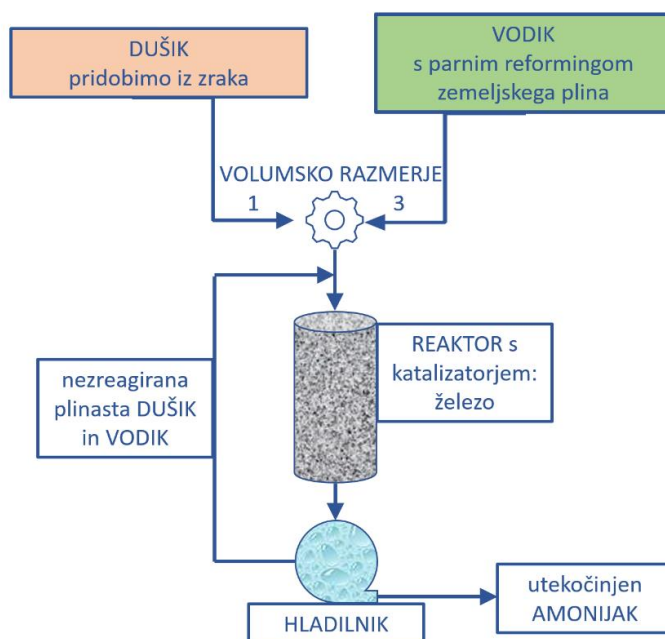 DUŠIK
pridobimo iz zraka
VODIK
s parnim reformingom
zemeljskega plina
VOLUMSKO RAZMERJE
1
3
REAKTOR s
katalizatorjem:
železo
nezreagirana
plinasta DUŠIK
in VODIK
utekočinjen
AMONIJAK
HLADILNIK